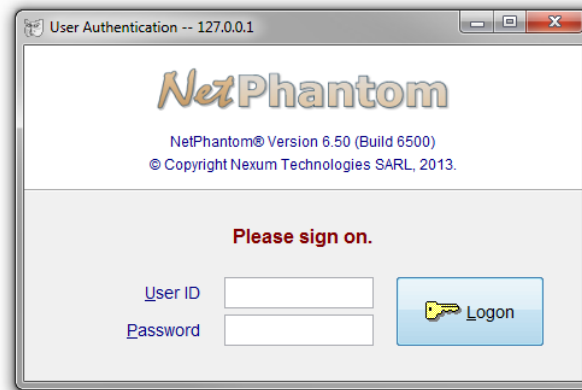 User Authentication -- 127.0.0.1
NetPhantom
NetPhantom® Version 6.50 (Build 6500)
© Copyright Nexum Technologies SARL, 2013.
Please sign on.
User ID
Password
Logon